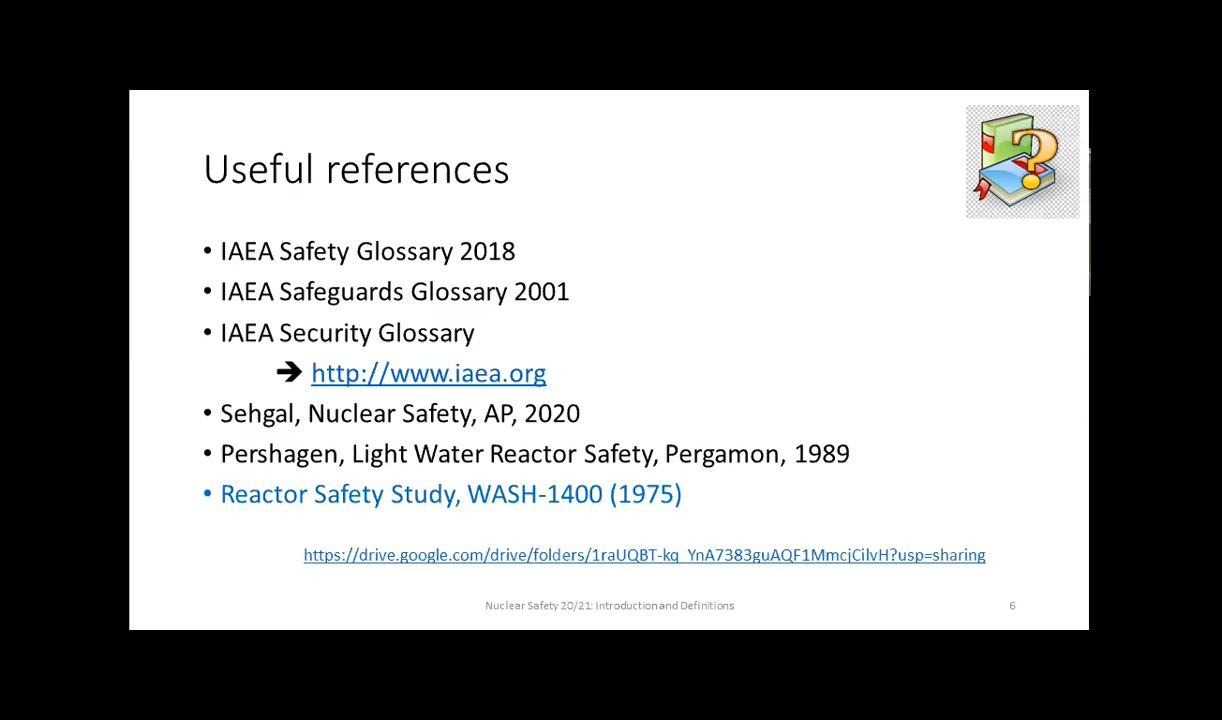 Useful references
• IAEA Safety Glossary 2018
• IAEA Safeguards Glossary 2001
• IAEA Security Glossary
➔ http://www.iaea.org
• Sehgal, Nuclear Safety, AP, 2020
• Pershagen, Light Water Reactor Safety, Pergamon, 1989
• Reactor Safety Study, WASH-1400 (1975)
https://drive.google.com/drive/folders/1raUQBT-kq_YnA7383guAQF1MmcjCilvH?usp=sharing
Nuclear Safety 20/21: Introduction and Definitions
6